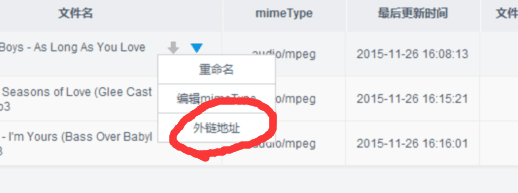 文件名 mimeType 最后更新时间 文件
Boys - As Long As You Love audio/mpeg 2015-11-26 16:08:13
重命名
Seasons of Love (Glee Cast 编辑mimeType audio/mpeg 2015-11-26 16:15:21
p3
外链地址
- I'm Yours (Bass Over Babyl audio/mpeg 2015-11-26 16:16:01
3